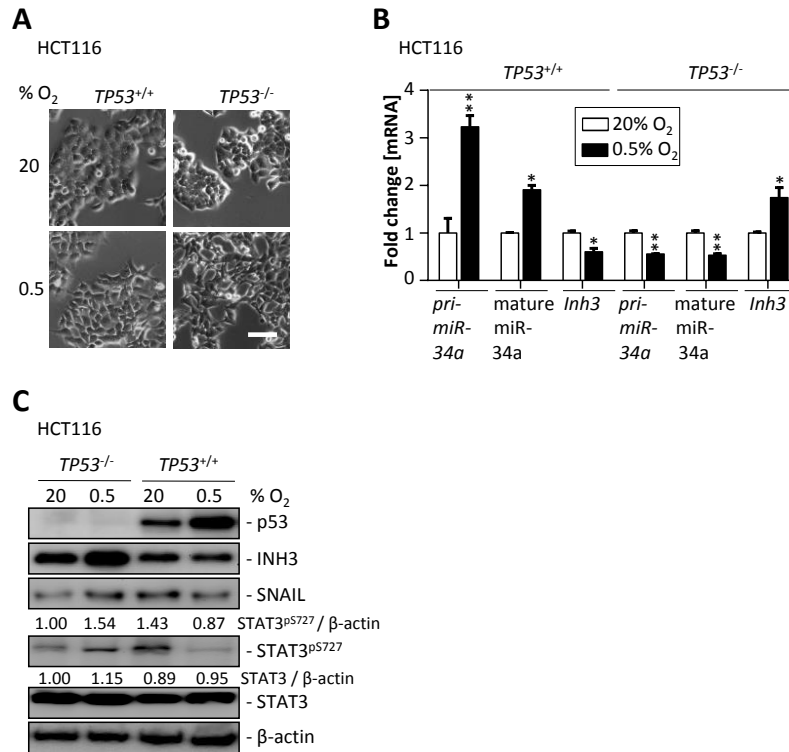 A
HCT116
% O2 TP53+/+ TP53-/-
20
0.5
B
HCT116
TP53+/+ TP53-/-
Fold change [mRNA]
4
3
2
1
0
20% O2
0.5% O2
** * * ** ** *
pri- mature Inh3 pri- mature Inh3
miR- miR- miR- miR-
34a 34a 34a 34a
C
HCT116
TP53-/- TP53+/+
20 0.5 20 0.5 % O2
- p53
- INH3
- SNAIL
1.00 1.54 1.43 0.87 STAT3pS727 / β-actin
- STAT3pS727
1.00 1.15 0.89 0.95 STAT3 / β-actin
- STAT3
- β-actin